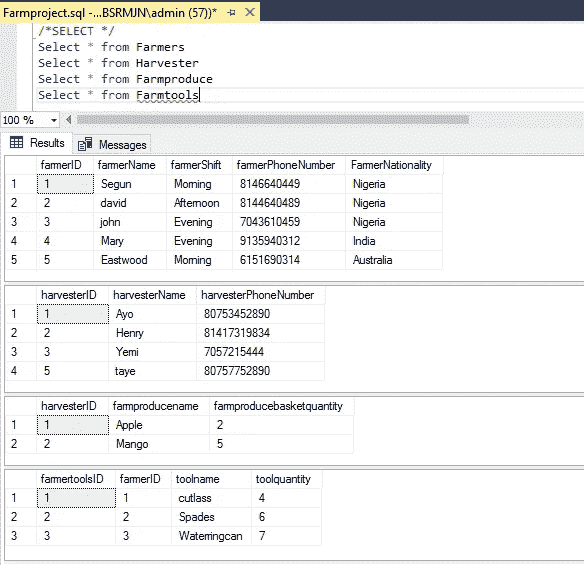 Farmproject.sql -...BSRMJN\admin (57))*
/*SELECT */
Select * from Farmers
Select * from Harvester
Select * from Farmproduce
Select * from Farmtools
100 %
Results Messages
farmerID farmerName farmerShift farmerPhoneNumber FarmerNationality
1 1 Segun Morning 8146640449 Nigeria
2 2 david Afternoon 8144640489 Nigeria
3 3 john Evening 7043610459 Nigeria
4 4 Mary Evening 9135940312 India
5 5 Eastwood Morning 6151690314 Australia
harvesterID harvesterName harvesterPhoneNumber
1 1 Ayo 80753452890
2 2 Henry 81417319834
3 3 Yemi 7057215444
4 5 taye 80757752890
harvesterID farmproducename farmproducebasketquantity
1 1 Apple 2
2 2 Mango 5
farmertoolsID farmerID toolname toolquantity
1 1 1 cutlass 4
2 2 2 Spades 6
3 3 3 Waterringcan 7